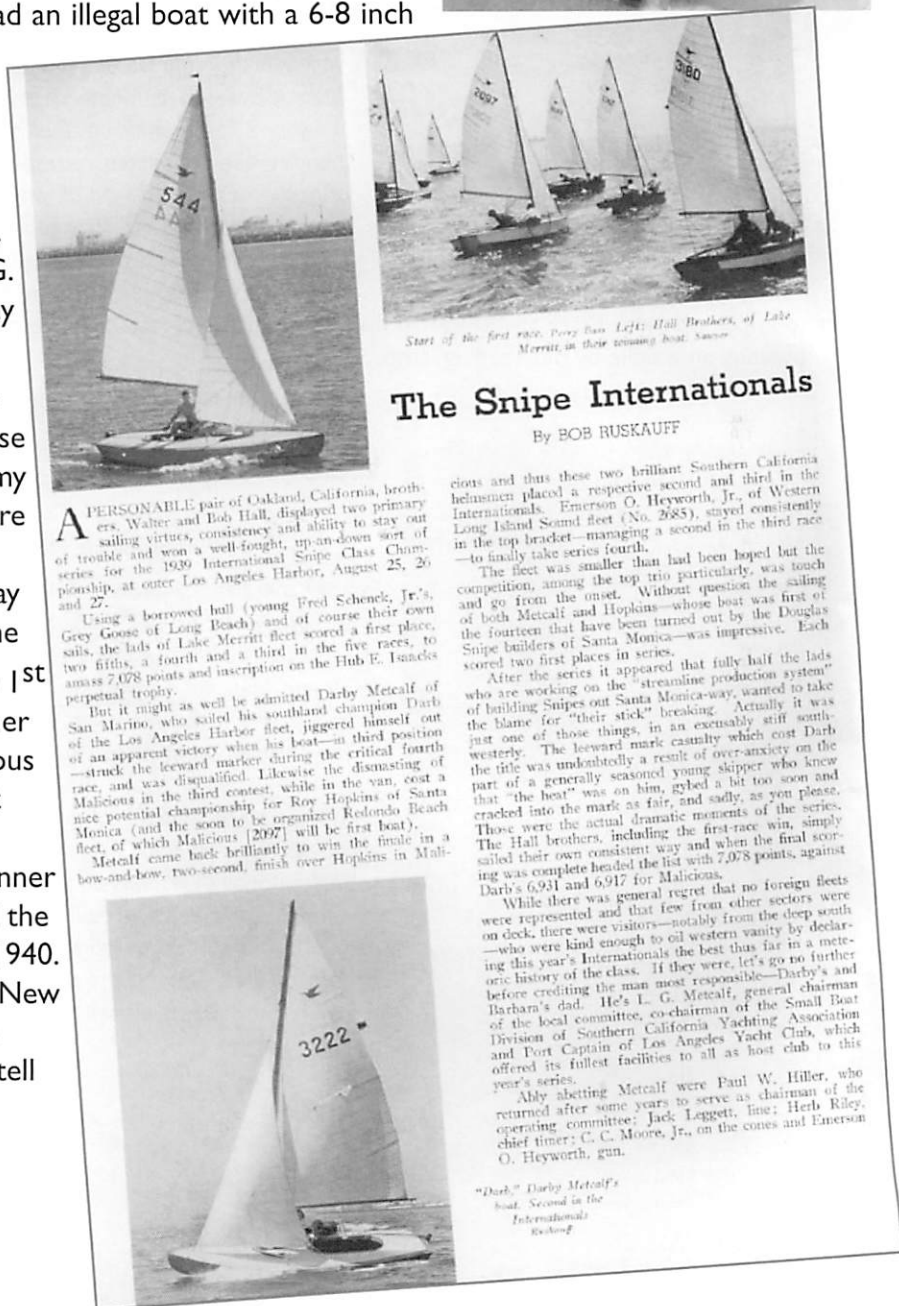 ad an illegal boat with a 6-8 inch
G.
y
se
my
re
ay
ne
1st
er
ous
t
nner
the
940.
New
tell
544
2097
3180
Start of the first race. Percy Bass Left: Hall Brothers, of Lake
Merritt, in their winning boat. Sawyer
The Snipe Internationals
By BOB RUSKAUFF
A PERSONABLE pair of Oakland, California, broth-
ers, Walter and Bob Hall, displayed two primary
sailing virtues, consistency and ability to stay out
of trouble and won a well-fought, up-an-down sort of
series for the 1939 International Snipe Class Cham-
pionship, at outer Los Angeles Harbor, August 25, 26
and 27.
Using a borrowed hull (young Fred Schenck, Jr.'s,
Grey Goose of Long Beach) and of course their own
sails, the lads of Lake Merritt fleet scored a first place,
two fifths, a fourth and a third in the five races, to
amass 7,078 points and inscription on the Hub E. Isaacks
perpetual trophy.
But it might as well be admitted Darby Metcalf of
San Marino, who sailed his southland champion Darb
of the Los Angeles Harbor fleet, jiggered himself out
of an apparent victory when his boat—in third position
—struck the leeward marker during the critical fourth
race, and was disqualified. Likewise the dismasting of
Malicious in the third contest, while in the van, cost a
nice potential championship for Roy Hopkins of Santa
Monica (and the soon to be organized Redondo Beach
fleet, of which Malicious [2097] will be first boat).
Metcalf came back brilliantly to win the finale in a
bow-and-bow, two-second, finish over Hopkins in Mali-
cious and thus these two brilliant Southern California
helmsmen placed a respective second and third in the
Internationals. Emerson O. Heyworth, Jr., of Western
Long Island Sound fleet (No. 2685), stayed consistently
in the top bracket—managing a second in the third race
—to finally take series fourth.
The fleet was smaller than had been hoped but the
competition, among the top trio particularly, was touch
and go from the onset. Without question the sailing
of both Metcalf and Hopkins—whose boat was first of
the fourteen that have been turned out by the Douglas
Snipe builders of Santa Monica—was impressive. Each
scored two first places in series.
After the series it appeared that fully half the lads
who are working on the "streamline production system"
of building Snipes out Santa Monica-way, wanted to take
the blame for "their stick" breaking. Actually it was
just one of those things, in an excusably stiff south-
westerly. The leeward mark casualty which cost Darb
the title was undoubtedly a result of over-anxiety on the
part of a generally seasoned young skipper who knew
that "the heat" was on him, gybed a bit too soon and
cracked into the mark as fair, and sadly, as you please.
Those were the actual dramatic moments of the series.
The Hall brothers, including the first-race win, simply
sailed their own consistent way and when the final scor-
ing was complete headed the list with 7,078 points, against
Darb's 6,931 and 6,917 for Malicious.
While there was general regret that no foreign fleets
were represented and that few from other sectors were
on deck, there were visitors—notably from the deep south
—who were kind enough to oil western vanity by declar-
ing this year's Internationals the best thus far in a mete-
oric history of the class. If they were, let's go no further
before crediting the man most responsible—Darby's and
Barbara's dad. He's L. G. Metcalf, general chairman
of the local committee, co-chairman of the Small Boat
Division of Southern California Yachting Association
and Port Captain of Los Angeles Yacht Club, which
offered its fullest facilities to all as host club to this
year's series.
Ably abetting Metcalf were Paul W. Hiller, who
returned after some years to serve as chairman of the
operating committee; Jack Leggett, line; Herb Riley,
chief timer; C. C. Moore, Jr., on the cones and Emerson
O. Heyworth, gun.
3222
"Darb," Darby Metcalf's
boat. Second in the
Internationals
Ruskauff